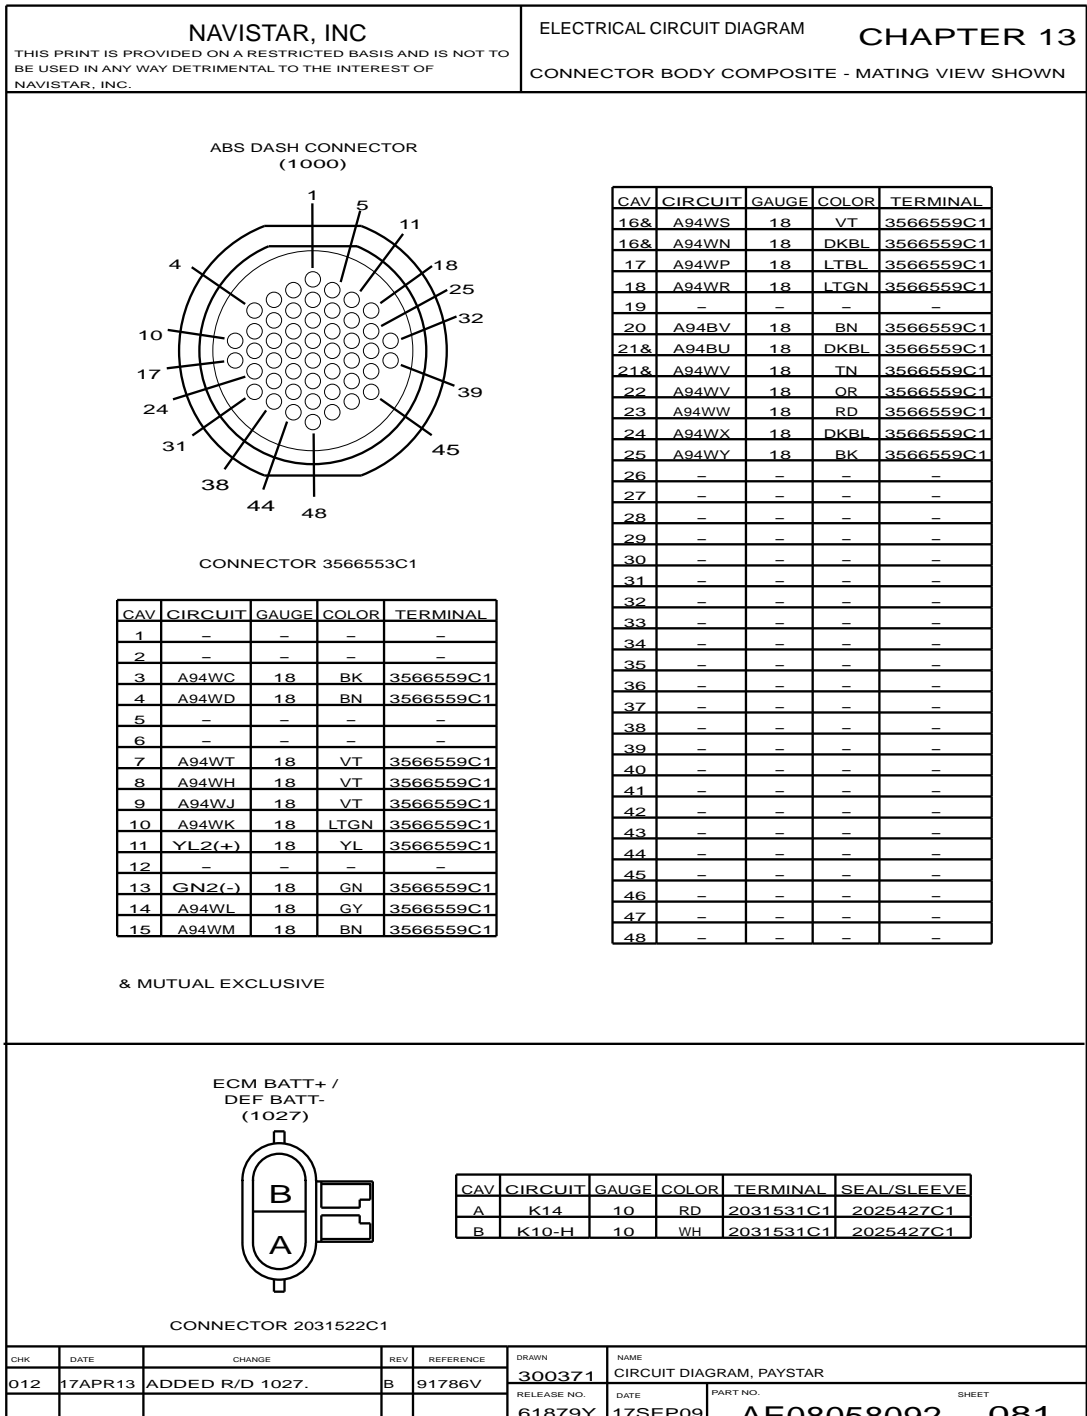 NAVISTAR, INC
THIS PRINT IS PROVIDED ON A RESTRICTED BASIS AND IS NOT TO
BE USED IN ANY WAY DETRIMENTAL TO THE INTEREST OF
NAVISTAR, INC.
ELECTRICAL CIRCUIT DIAGRAM CHAPTER 13
CONNECTOR BODY COMPOSITE - MATING VIEW SHOWN
ABS DASH CONNECTOR
(1000)
1
5
11
4
18
25
32
10
17
39
24
31
45
38
44
48
CONNECTOR 3566553C1
CAV CIRCUIT GAUGE COLOR TERMINAL
1 – – – –
2 – – – –
3 A94WC 18 BK 3566559C1
4 A94WD 18 BN 3566559C1
5 – – – –
6 – – – –
7 A94WT 18 VT 3566559C1
8 A94WH 18 VT 3566559C1
9 A94WJ 18 VT 3566559C1
10 A94WK 18 LTGN 3566559C1
11 YL2(+) 18 YL 3566559C1
12 – – – –
13 GN2(-) 18 GN 3566559C1
14 A94WL 18 GY 3566559C1
15 A94WM 18 BN 3566559C1
& MUTUAL EXCLUSIVE
CAV CIRCUIT GAUGE COLOR TERMINAL
16& A94WS 18 VT 3566559C1
16& A94WN 18 DKBL 3566559C1
17 A94WP 18 LTBL 3566559C1
18 A94WR 18 LTGN 3566559C1
19 – – – –
20 A94BV 18 BN 3566559C1
21& A94BU 18 DKBL 3566559C1
21& A94WV 18 TN 3566559C1
22 A94WV 18 OR 3566559C1
23 A94WW 18 RD 3566559C1
24 A94WX 18 DKBL 3566559C1
25 A94WY 18 BK 3566559C1
26 – – – –
27 – – – –
28 – – – –
29 – – – –
30 – – – –
31 – – – –
32 – – – –
33 – – – –
34 – – – –
35 – – – –
36 – – – –
37 – – – –
38 – – – –
39 – – – –
40 – – – –
41 – – – –
42 – – – –
43 – – – –
44 – – – –
45 – – – –
46 – – – –
47 – – – –
48 – – – –
ECM BATT+ /
DEF BATT-
(1027)
B
A
CONNECTOR 2031522C1
CAV CIRCUIT GAUGE COLOR TERMINAL SEAL/SLEEVE
A K14 10 RD 2031531C1 2025427C1
B K10-H 10 WH 2031531C1 2025427C1
CHK DATE CHANGE REV REFERENCE
012 17APR13 ADDED R/D 1027. B 91786V
DRAWN
300371
NAME
CIRCUIT DIAGRAM, PAYSTAR
RELEASE NO. DATE PART NO. SHEET
61879Y 17SEP09 AE08058092 081